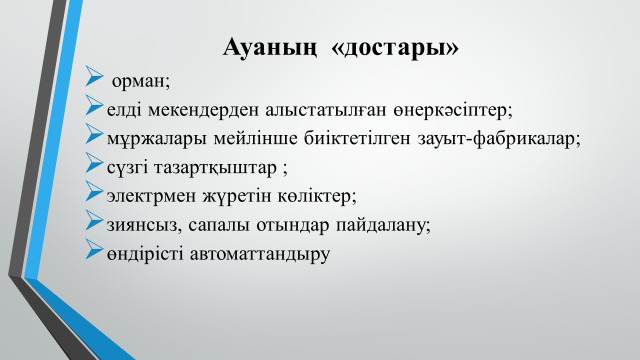 Ауаның «достары»
орман;
елді мекендерден алыстатылған өнеркәсіптер;
мұржалары мейлінше биіктетілген зауыт-фабрикалар;
сүзгі тазартқыштар ;
электрмен жүретін көліктер;
зиянсыз, сапалы отындар пайдалану;
өндірісті автоматтандыру